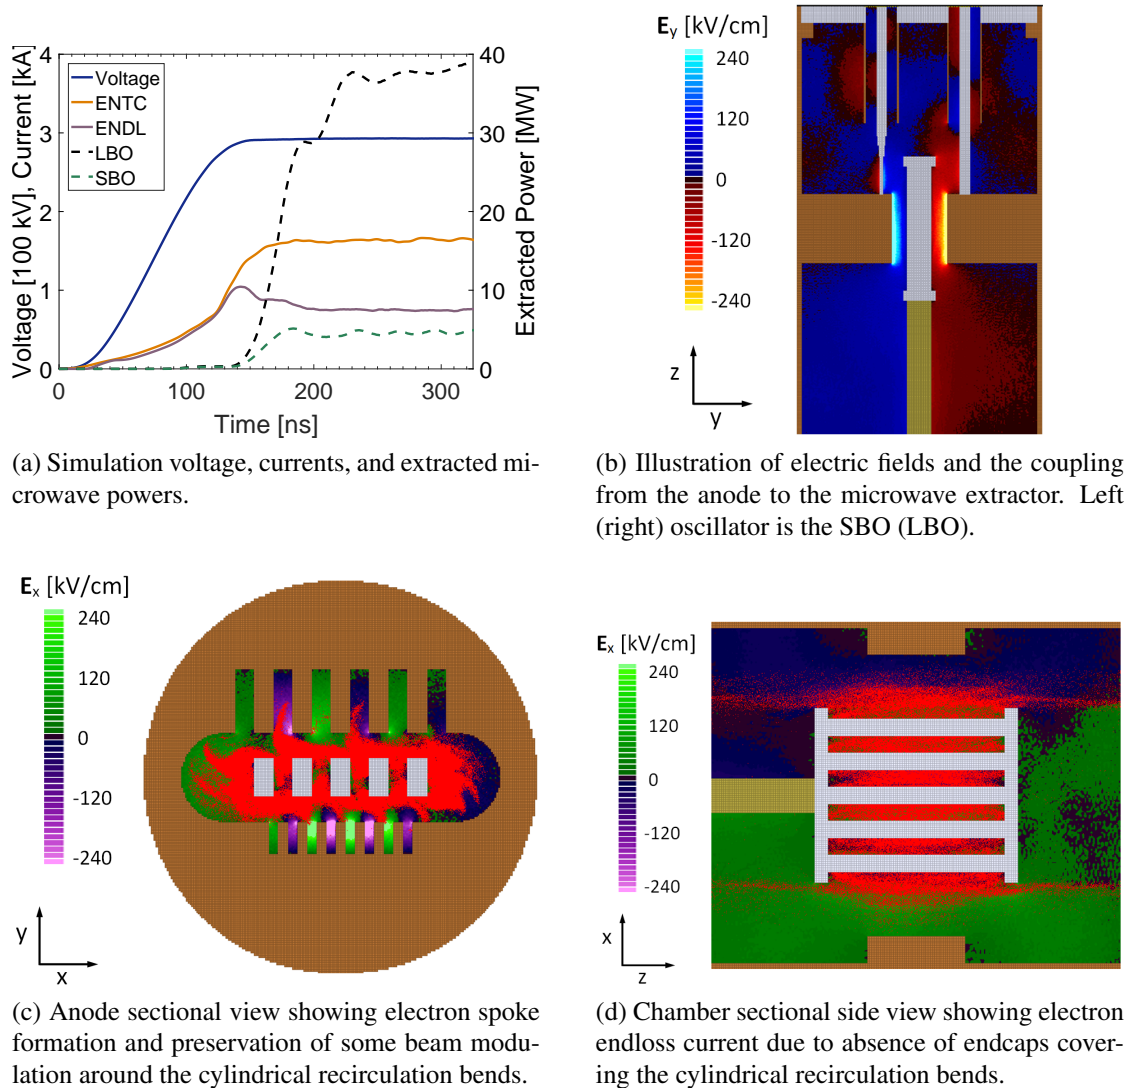 Voltage [100 kV], Current [kA]
4
3
2
1
0
Voltage
ENTC
ENDL
LBO
SBO
40
30
20
10
0
Extracted Power [MW]
0 100 200 300
Time [ns]
(a) Simulation voltage, currents, and extracted mi-
crowave powers.
Ey [kV/cm]
240
120
0
-120
-240
z
y
(b) Illustration of electric fields and the coupling
from the anode to the microwave extractor. Left
(right) oscillator is the SBO (LBO).
Ex [kV/cm]
240
120
0
-120
-240
y
x
(c) Anode sectional view showing electron spoke
formation and preservation of some beam modu-
lation around the cylindrical recirculation bends.
Ex [kV/cm]
240
120
0
-120
-240
x
z
(d) Chamber sectional side view showing electron
endloss current due to absence of endcaps cover-
ing the cylindrical recirculation bends.